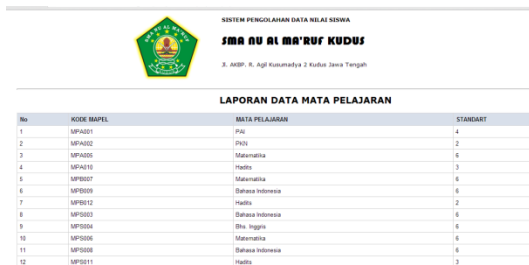 SISTEM PENGOLAHAN DATA NILAI SISWA
SMA NU AL MA'RUF KUDUS
Jl. AKBP. R. Agil Kusumadya 2 Kudus Jawa Tengah
LAPORAN DATA MATA PELAJARAN
No KODE MAPEL MATA PELAJARAN STANDART
1 MPA001 PAI 4
2 MPA002 PKN 2
3 MPA005 Matematika 6
4 MPA010 Hadits 3
5 MPB007 Matematika 6
6 MPB009 Bahasa Indonesia 6
7 MPB012 Hadits 2
8 MPS003 Bahasa Indonesia 6
9 MPS004 Bhs. Inggris 6
10 MPS006 Matematika 6
11 MPS008 Bahasa Indonesia 6
12 MPS011 Hadits 3